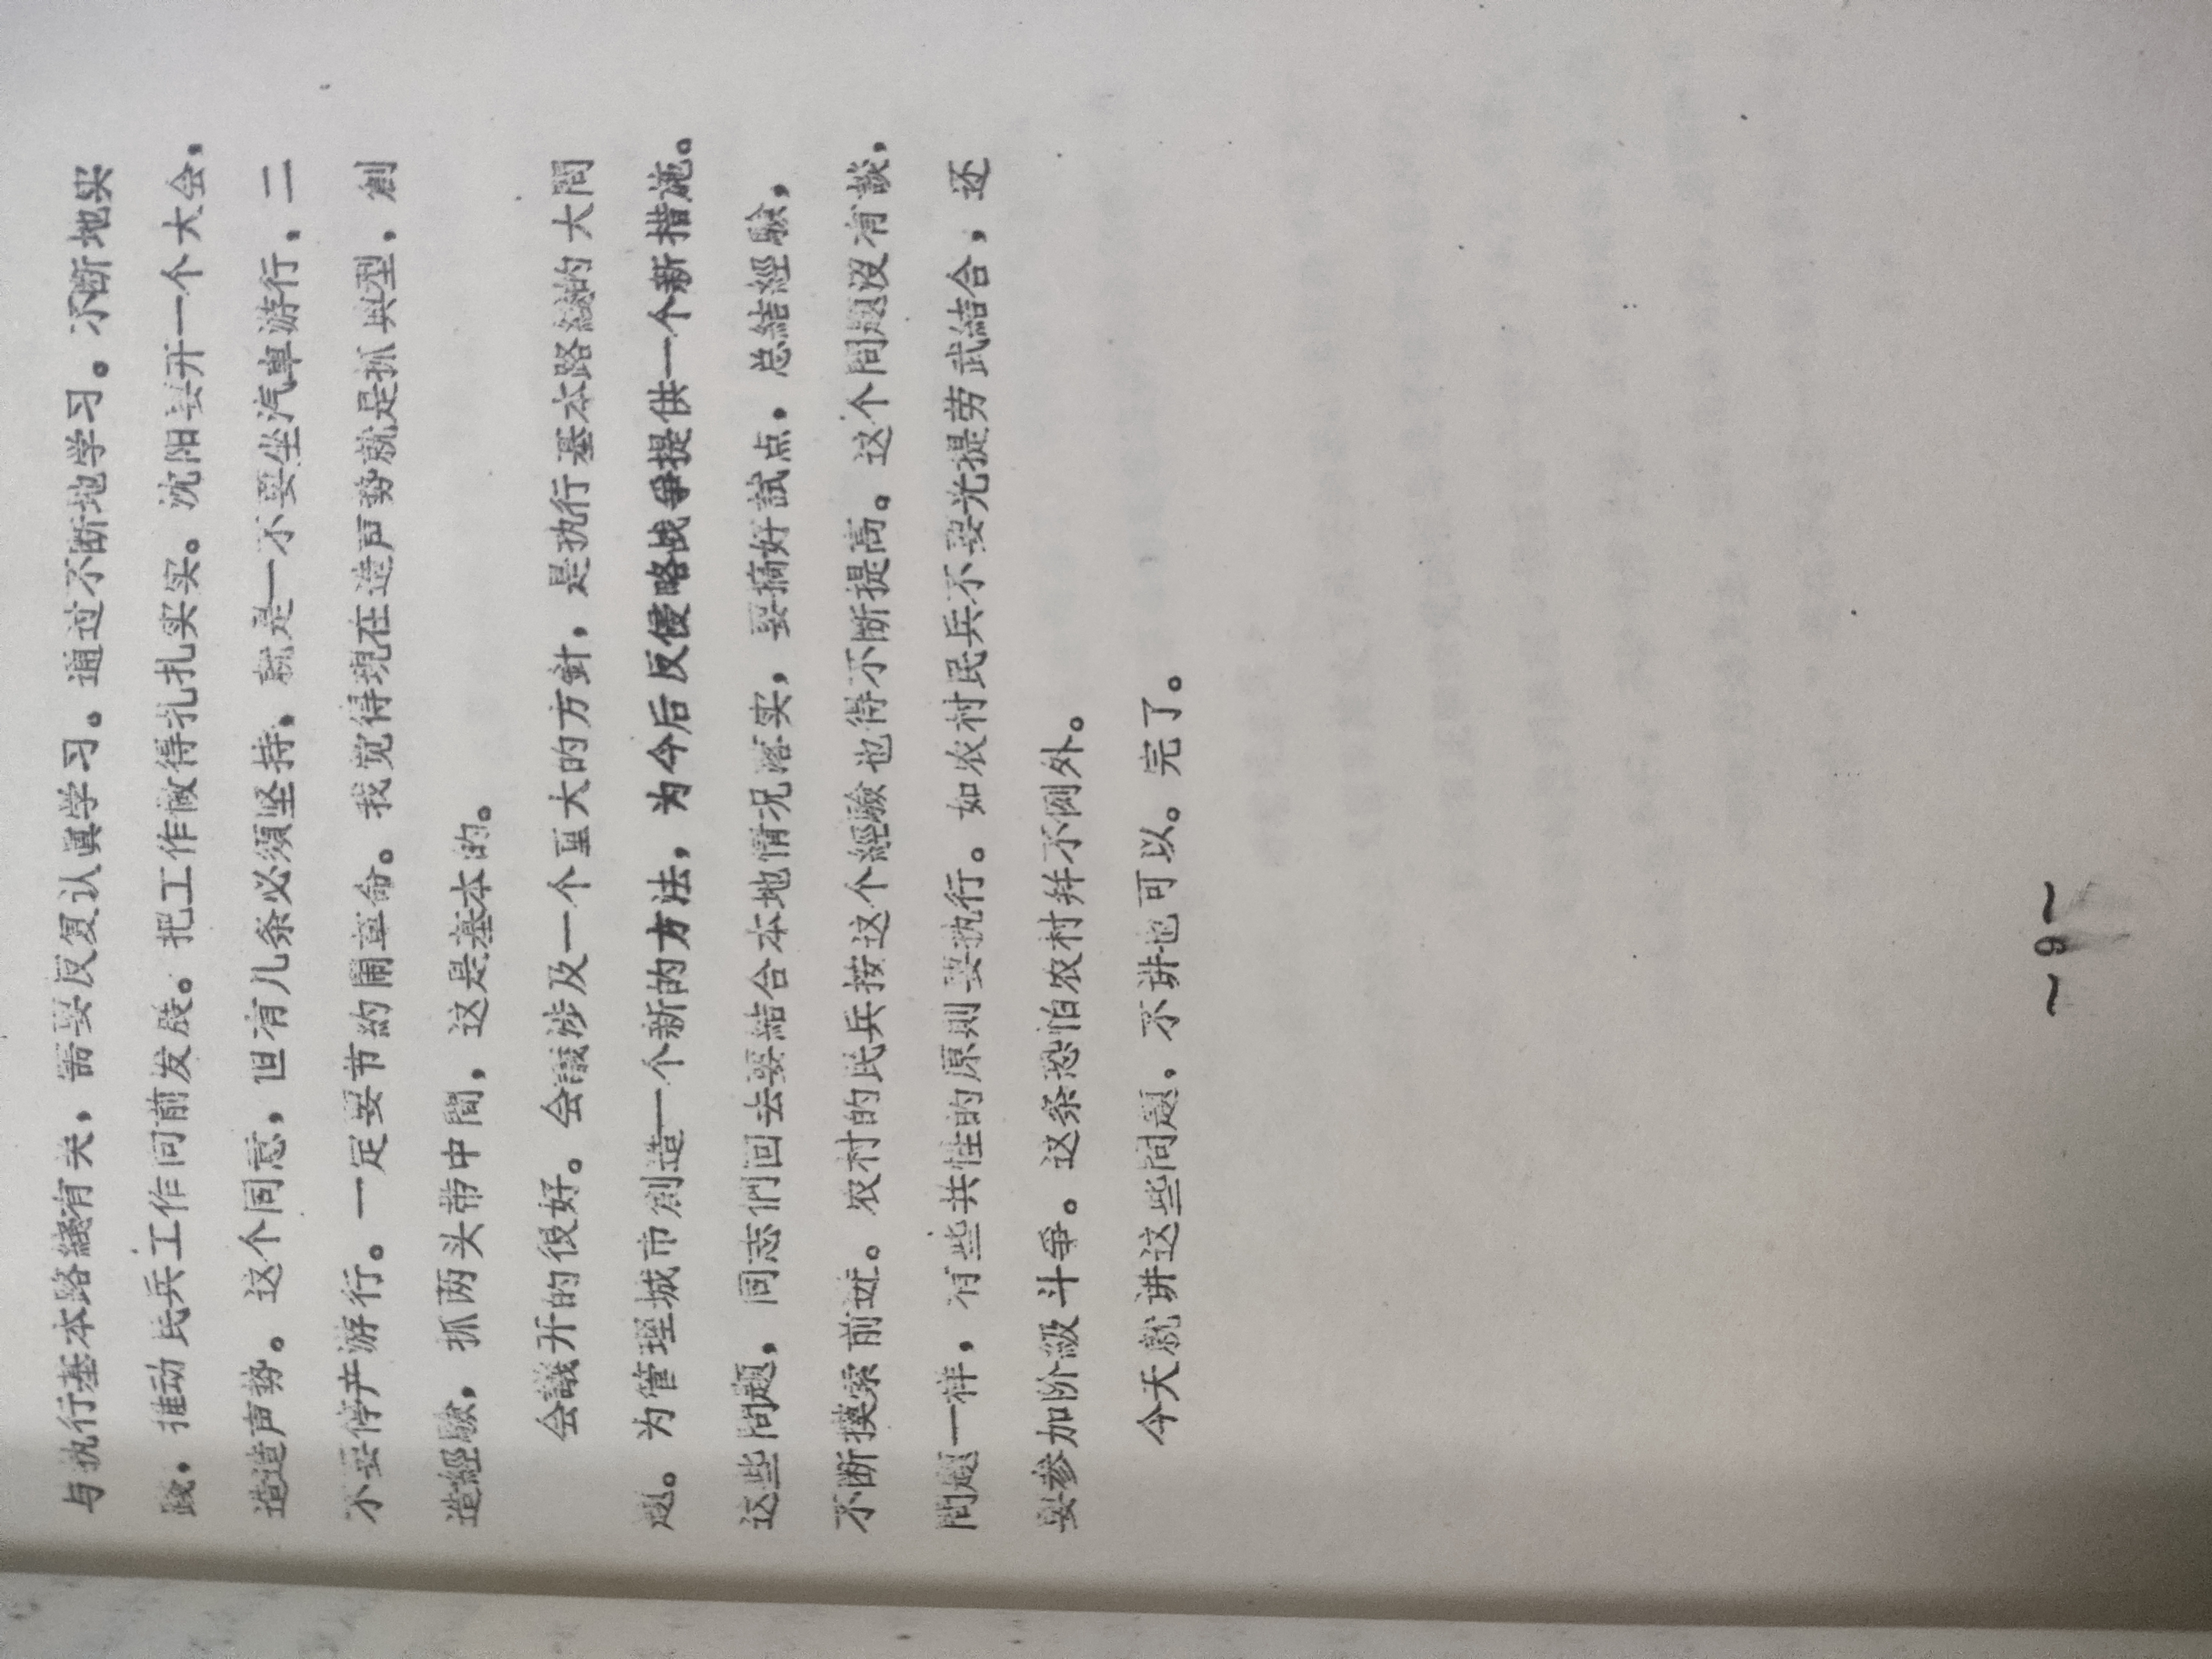 与执行基本路綫有关，需要反复认眞学习。通过不断地学习。不断地实
践，推动民兵工作向前发展。把工作做得扎扎实实。沈阳要开一个大会，
造造声势。这个同意，但有几条必须坚持，就是一不要坐汽車游行，二
不要停产游行。一定要节約鬧革命。我觉得現在造声势就是抓典型，創
造經驗，抓两头带中間，这是基本的。
会議开的很好。会議涉及一个重大的方針，是执行基本路綫的大問
题。为管理城市創造一个新的方法，为今后反侵略战爭提供一个新措施。
这些問题，同志們回去要結合本地情况落实，要搞好試点，总結經驗，
不断摸索前进。农村的民兵按这个經驗也得不断提高。这个問题沒有談，
問题一样，有些共性的原則要执行。如农村民兵不要光提劳武結合，还
要参加阶級斗爭。这条恐怕农村幷不例外。
今天就讲这些問题，不讲也可以。完了。
～9～